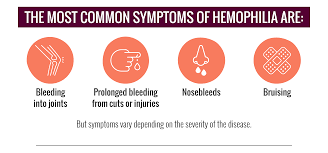 THE MOST COMMON SYMPTOMS OF HEMOPHILIA ARE:
Bleeding
into joints
Prolonged bleeding
from cuts or injuries
Nosebleeds
Bruising
But symptoms vary depending on the severity of the disease.